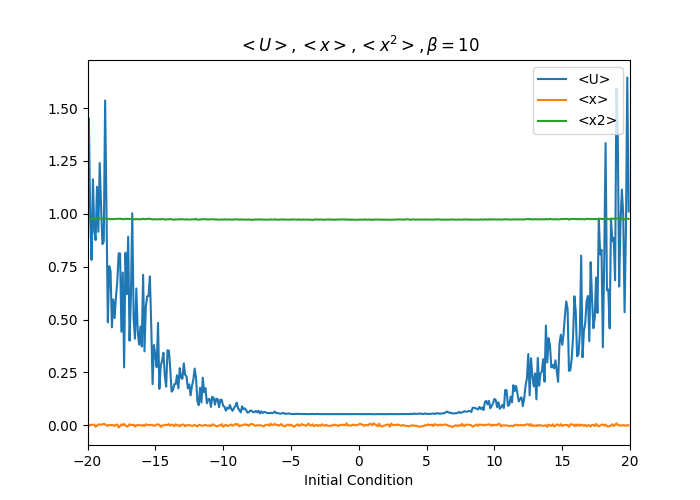 < U >, < x >, < x² >, β = 10
<U>
<x>
<x2>
1.50
1.25
1.00
0.75
0.50
0.25
0.00
−20 −15 −10 −5 0 5 10 15 20
Initial Condition